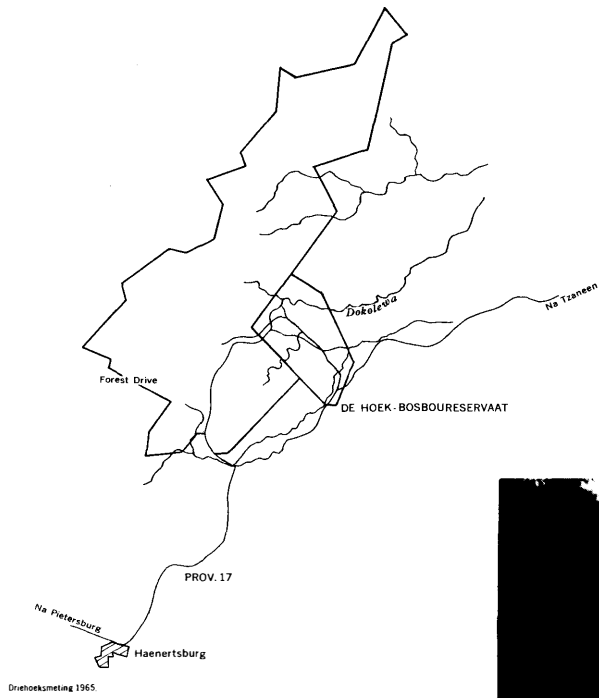 Dokolewa
Na Tzaneen
Forest Drive
DE HOEK-BOSBOURESERVAAT
PROV. 17
Na Pietersburg
Haenertsburg
Driehoeksmeting 1965.